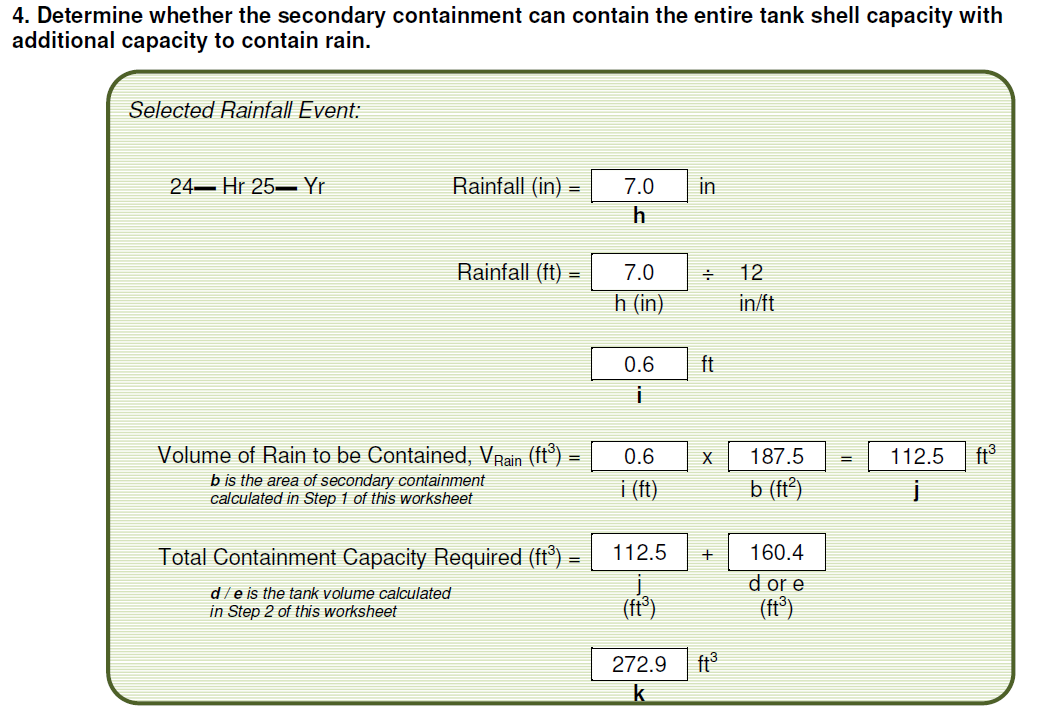 4. Determine whether the secondary containment can contain the entire tank shell capacity with
additional capacity to contain rain.
Selected Rainfall Event:
24— Hr 25— Yr Rainfall (in) = 7.0 in
h
Rainfall (ft) = 7.0 ÷ 12
h (in) in/ft
0.6 ft
i
Volume of Rain to be Contained, VRain (ft³) = 0.6 x 187.5 = 112.5 ft³
b is the area of secondary containment
calculated in Step 1 of this worksheet
i (ft) b (ft²) j
Total Containment Capacity Required (ft³) = 112.5 + 160.4
j d or e
d / e is the tank volume calculated
in Step 2 of this worksheet
(ft³) (ft³)
272.9 ft³
k